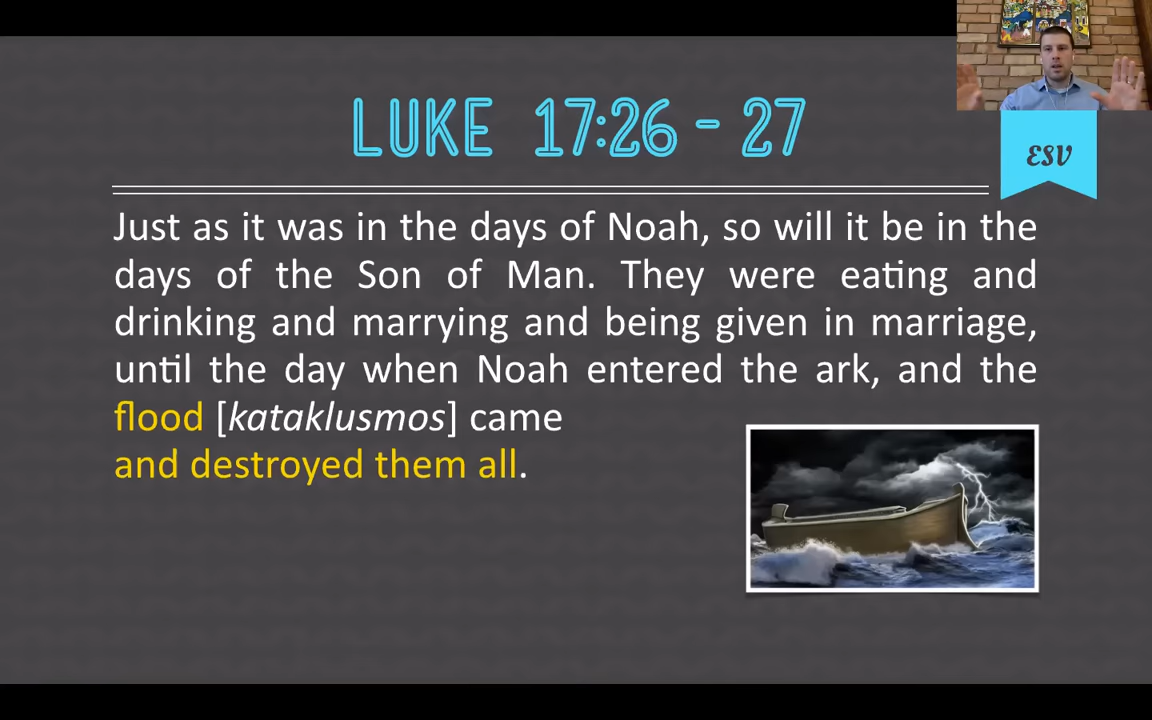 LUKE 17:26 - 27
ESV
Just as it was in the days of Noah, so will it be in the
days of the Son of Man. They were eating and
drinking and marrying and being given in marriage,
until the day when Noah entered the ark, and the
flood [kataklusmos] came
and destroyed them all.